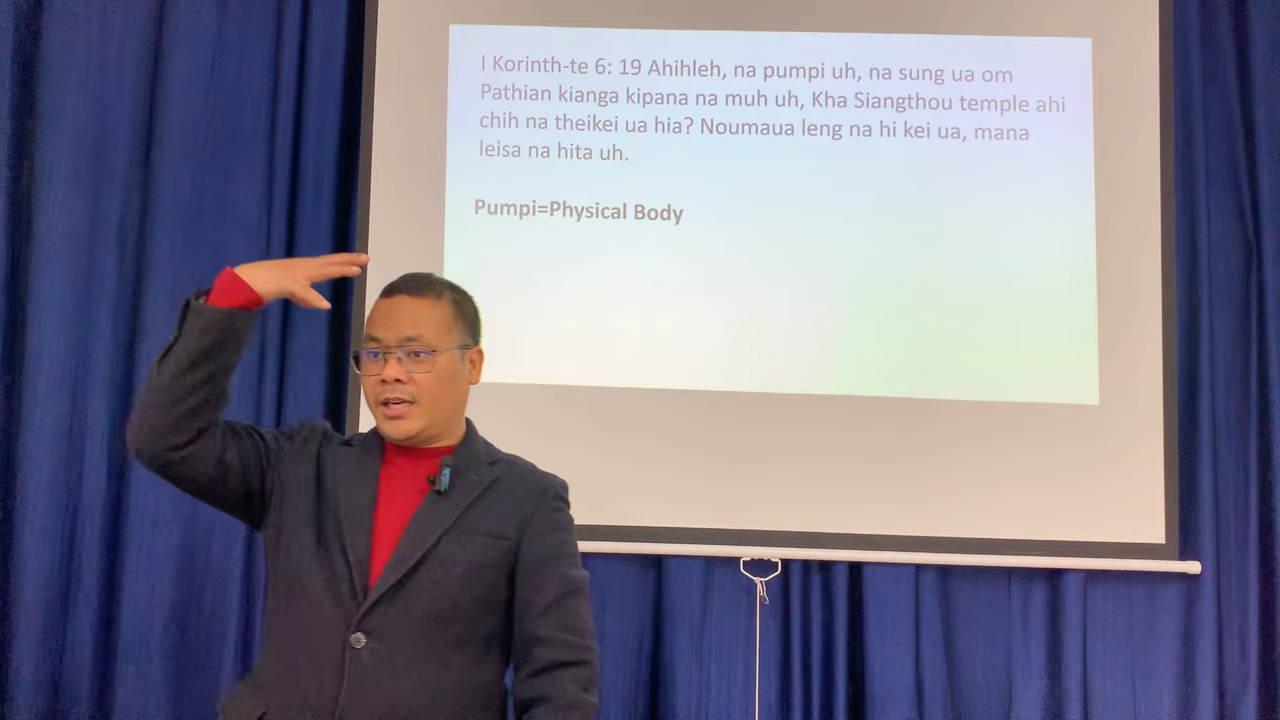 I Korinth-te 6: 19 Ahihleh, na pumpi uh, na sung ua om
Pathian kianga kipana na muh uh, Kha Siangthou temple ahi
chih na theikei ua hia? Noumaua leng na hi kei ua, mana
leisa na hita uh.
Pumpi=Physical Body